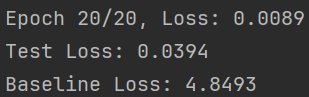 Epoch 20/20, Loss: 0.0089
Test Loss: 0.0394
Baseline Loss: 4.8493